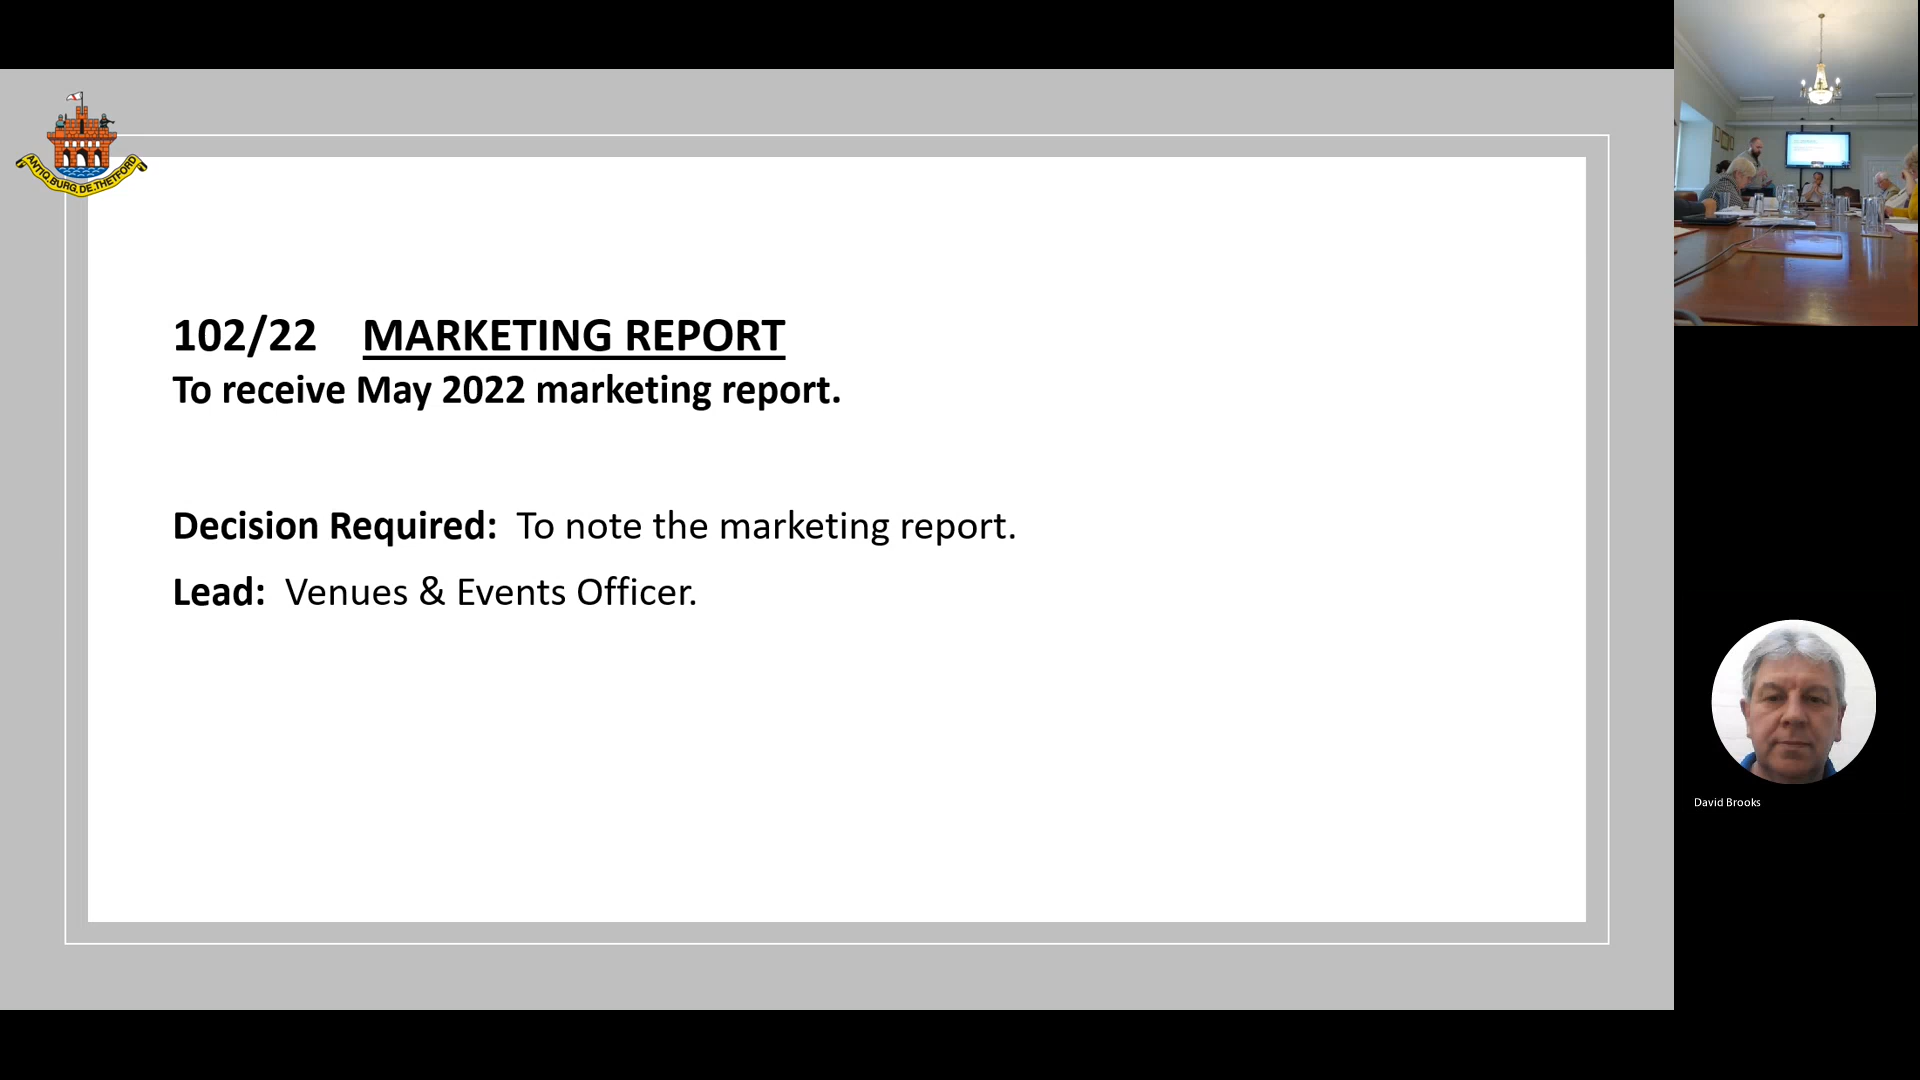 ANTIQ. BURG. DE. THETFORD
102/22 MARKETING REPORT
To receive May 2022 marketing report.
Decision Required: To note the marketing report.
Lead: Venues & Events Officer.
David Brooks